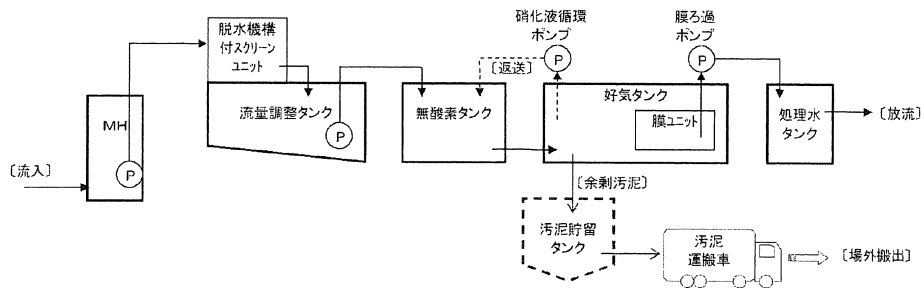 硝化液循環
ポンプ
膜ろ過
ポンプ
脱水機構
付スクリーン
ユニット
〔返送〕
P
P
流量調整タンク
P
無酸素タンク
好気タンク
膜ユニット
処理水
タンク
〔放流〕
MH
P
〔流入〕
〔余剰汚泥〕
汚泥貯留
タンク
汚泥
運搬車
〔場外搬出〕